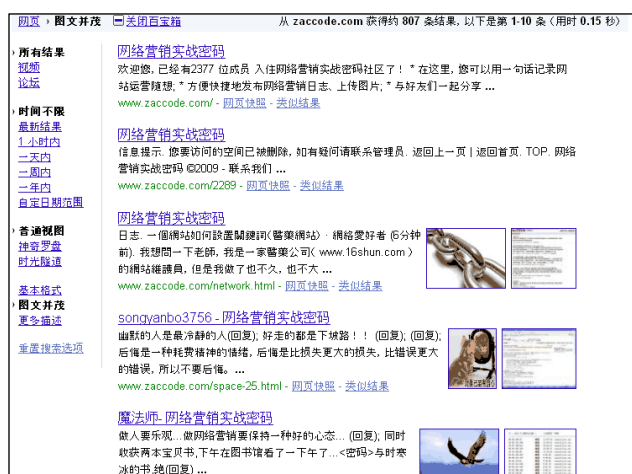 网页 › 图文并茂 关闭百宝箱 从 zaccode.com 获得约 807 条结果，以下是第 1-10 条 （用时 0.15 秒）
› 所有结果
视频
论坛
› 时间不限
最新结果
1 小时内
一天内
一周内
一年内
自定日期范围
› 普通视图
神奇罗盘
时光隧道
基本格式
› 图文并茂
更多描述
重置搜索选项
网络营销实战密码
欢迎您, 已经有2377 位成员 入住网络营销实战密码社区了！ * 在这里, 您可以用一句话记录网
站运营随想; * 方便快捷地发布网络营销日志、上传图片; * 与好友们一起分享 ...
www.zaccode.com/ - 网页快照 - 类似结果
网络营销实战密码
信息提示. 您要访问的空间已被删除, 如有疑问请联系管理员. 返回上一页 | 返回首页. TOP. 网络
营销实战密码 ©2009 - 联系我们 ...
www.zaccode.com/2289 - 网页快照 - 类似结果
网络营销实战密码
日志. 一個網站如何設置關鍵詞(醫藥網站) · 網絡愛好者 (6分钟
前). 我想問一下老師, 我是一家醫藥公司( www.16shun.com )
的網站維護員, 但是我做了也不久, 也不大 ...
www.zaccode.com/network.html - 网页快照 - 类似结果
songyanbo3756 - 网络营销实战密码
幽默的人是最冷静的人(回复); 好走的都是下坡路！！ (回复); (回复);
后悔是一种耗费精神的情绪, 后悔是比损失更大的损失, 比错误更大
的错误, 所以不要后悔。 ...
www.zaccode.com/space-25.html - 网页快照 - 类似结果
魔法师- 网络营销实战密码
做人要乐观...做网络营销要保持一种好的心态... (回复); 同时
收获两本宝贝书,下午在图书馆看了一下午了...<密码>与时寒
冰的书,绝(回复) ...